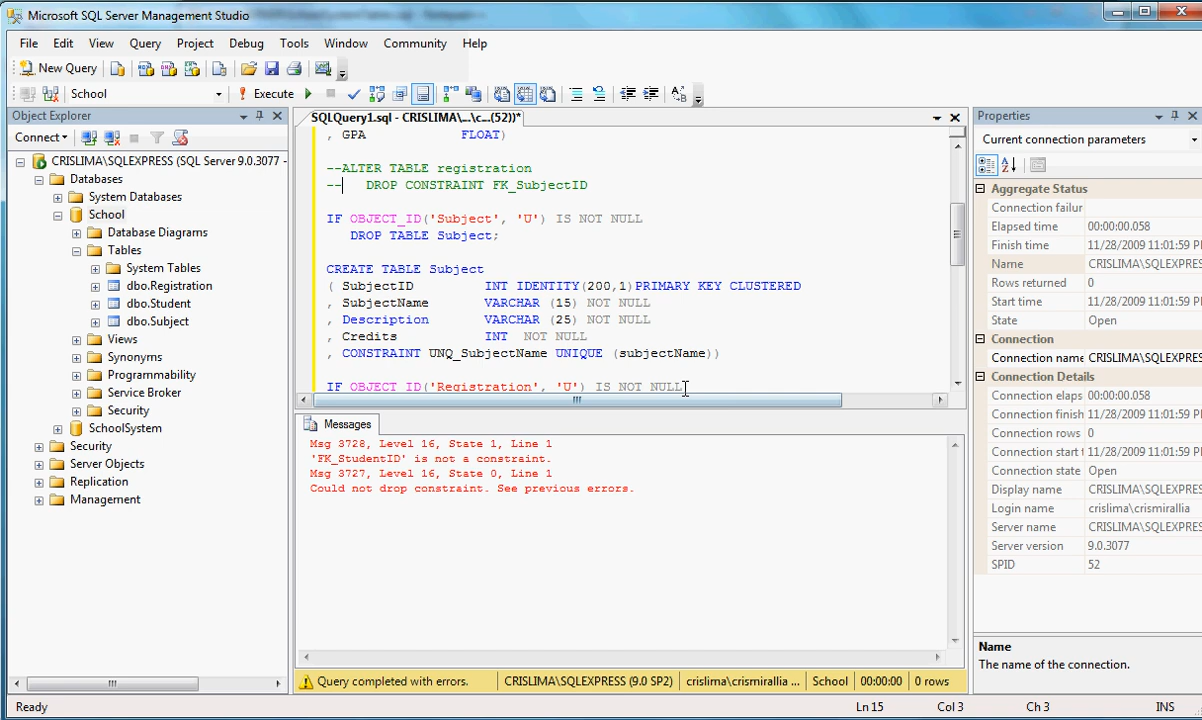 Microsoft SQL Server Management Studio
File Edit View Query Project Debug Tools Window Community Help
New Query
School Execute
Object Explorer
Connect
CRISLIMA\SQLEXPRESS (SQL Server 9.0.3077 -
Databases
System Databases
School
Database Diagrams
Tables
System Tables
dbo.Registration
dbo.Student
dbo.Subject
Views
Synonyms
Programmability
Service Broker
Security
SchoolSystem
Security
Server Objects
Replication
Management
SQLQuery1.sql - CRISLIMA\...\c...(52))*
, GPA FLOAT)
--ALTER TABLE registration
-- DROP CONSTRAINT FK_SubjectID
IF OBJECT_ID('Subject', 'U') IS NOT NULL
DROP TABLE Subject;
CREATE TABLE Subject
( SubjectID INT IDENTITY(200,1)PRIMARY KEY CLUSTERED
, SubjectName VARCHAR (15) NOT NULL
, Description VARCHAR (25) NOT NULL
, Credits INT NOT NULL
, CONSTRAINT UNQ_SubjectName UNIQUE (subjectName))
IF OBJECT_ID('Registration', 'U') IS NOT NULL
Messages
Msg 3728, Level 16, State 1, Line 1
'FK_StudentID' is not a constraint.
Msg 3727, Level 16, State 0, Line 1
Could not drop constraint. See previous errors.
Query completed with errors. CRISLIMA\SQLEXPRESS (9.0 SP2) crislima\crismirallia ... School 00:00:00 0 rows
Properties
Current connection parameters
Aggregate Status
Connection failur
Elapsed time 00:00:00.058
Finish time 11/28/2009 11:01:59 P
Name CRISLIMA\SQLEXPRES
Rows returned 0
Start time 11/28/2009 11:01:59 P
State Open
Connection
Connection name CRISLIMA\SQLEXPRES
Connection Details
Connection elaps 00:00:00.058
Connection finish 11/28/2009 11:01:59 P
Connection rows 0
Connection start t 11/28/2009 11:01:59 P
Connection state Open
Display name CRISLIMA\SQLEXPRES
Login name crislima\crismirallia
Server name CRISLIMA\SQLEXPRES
Server version 9.0.3077
SPID 52
Name
The name of the connection.
Ready Ln 15 Col 3 Ch 3 INS